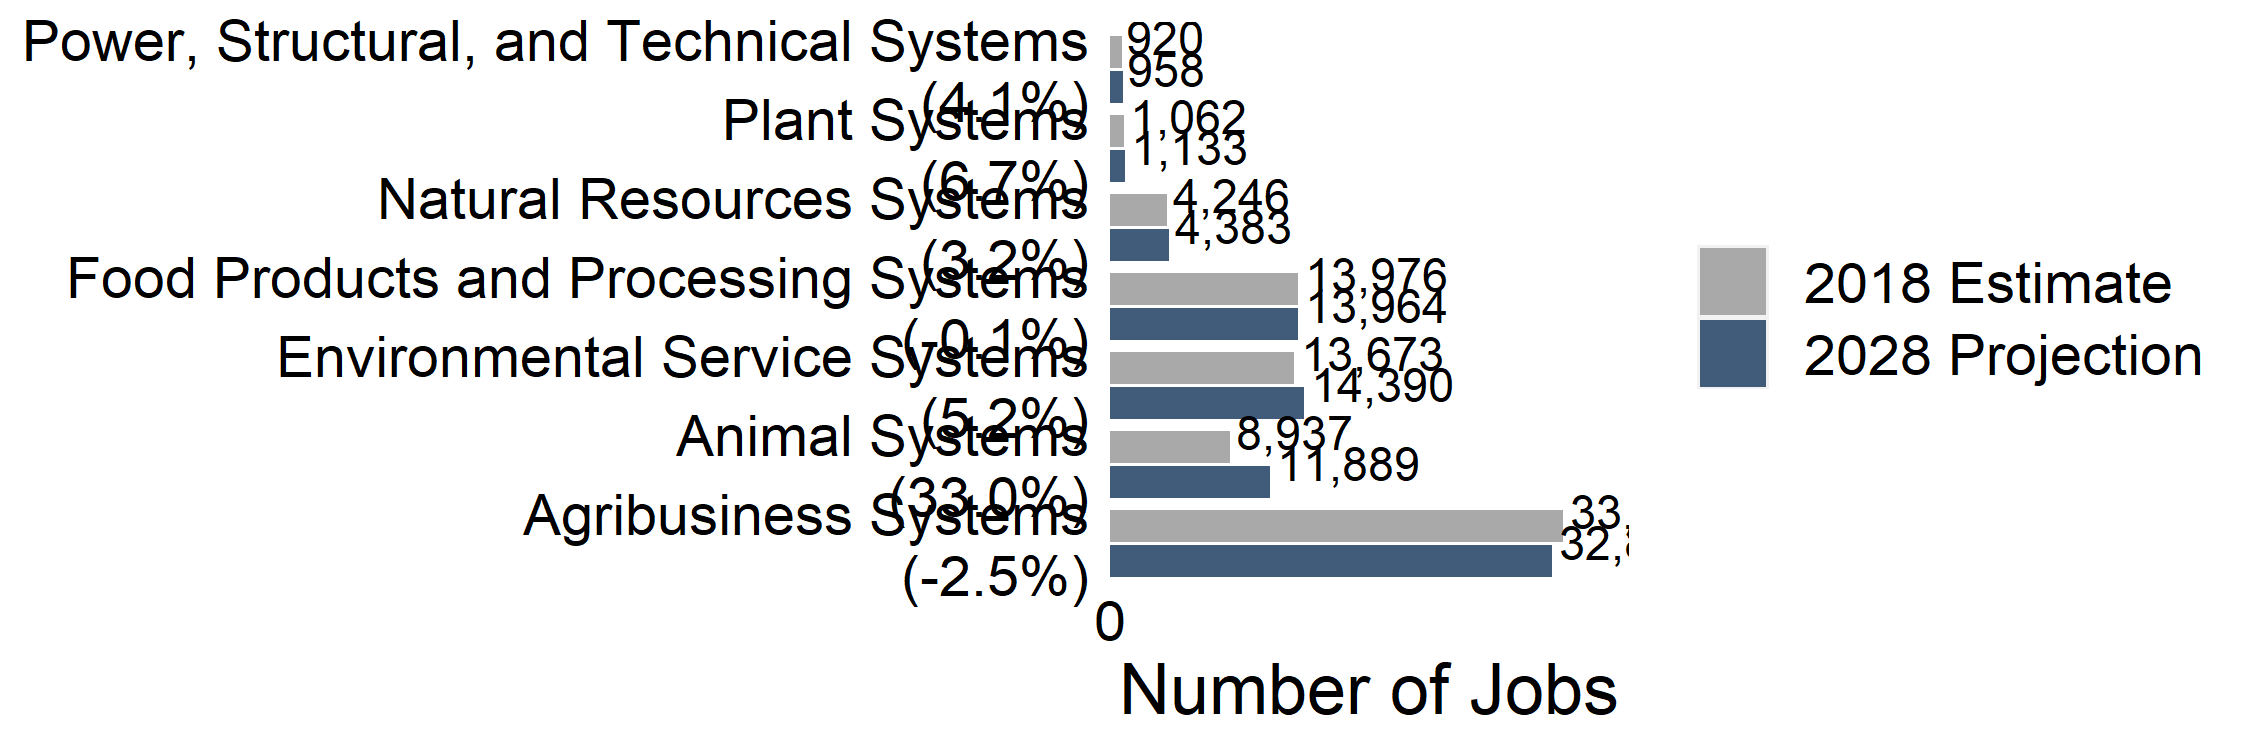 Power, Structural, and Technical Systems
(4.1%)
920
958
Plant Systems
(6.7%)
1,062
1,133
Natural Resources Systems
(3.2%)
4,246
4,383
Food Products and Processing Systems
(-0.1%)
13,976
13,964
Environmental Service Systems
(5.2%)
13,673
14,390
Animal Systems
(33.0%)
8,937
11,889
Agribusiness Systems
(-2.5%)
33,
32,
0
Number of Jobs
2018 Estimate
2028 Projection